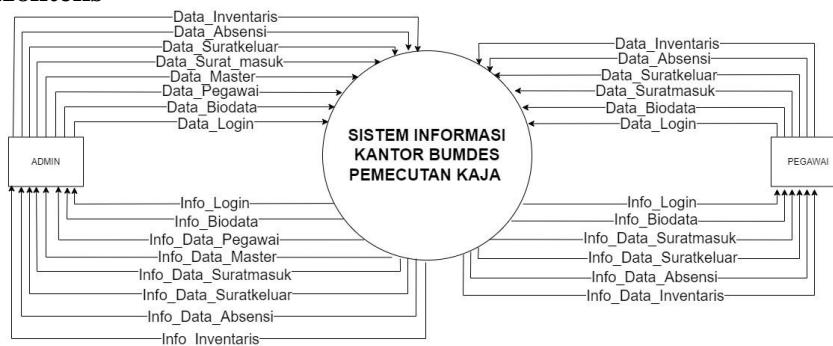 Data_Inventaris
Data_Absensi
Data_Suratkeluar
Data_Surat_masuk
Data_Master
Data_Pegawai
Data_Biodata
Data_Login
ADMIN
Info_Login
Info_Biodata
Info_Data_Pegawai
Info_Data_Master
Info_Data_Suratmasuk
Info_Data_Suratkeluar
Info_Data_Absensi
Info_Inventaris
SISTEM INFORMASI
KANTOR BUMDES
PEMECUTAN KAJA
Data_Inventaris
Data_Absensi
Data_Suratkeluar
Data_Suratmasuk
Data_Biodata
Data_Login
PEGAWAI
Info_Login
Info_Biodata
Info_Data_Suratmasuk
Info_Data_Suratkeluar
Info_Data_Absensi
Info_Data_Inventaris